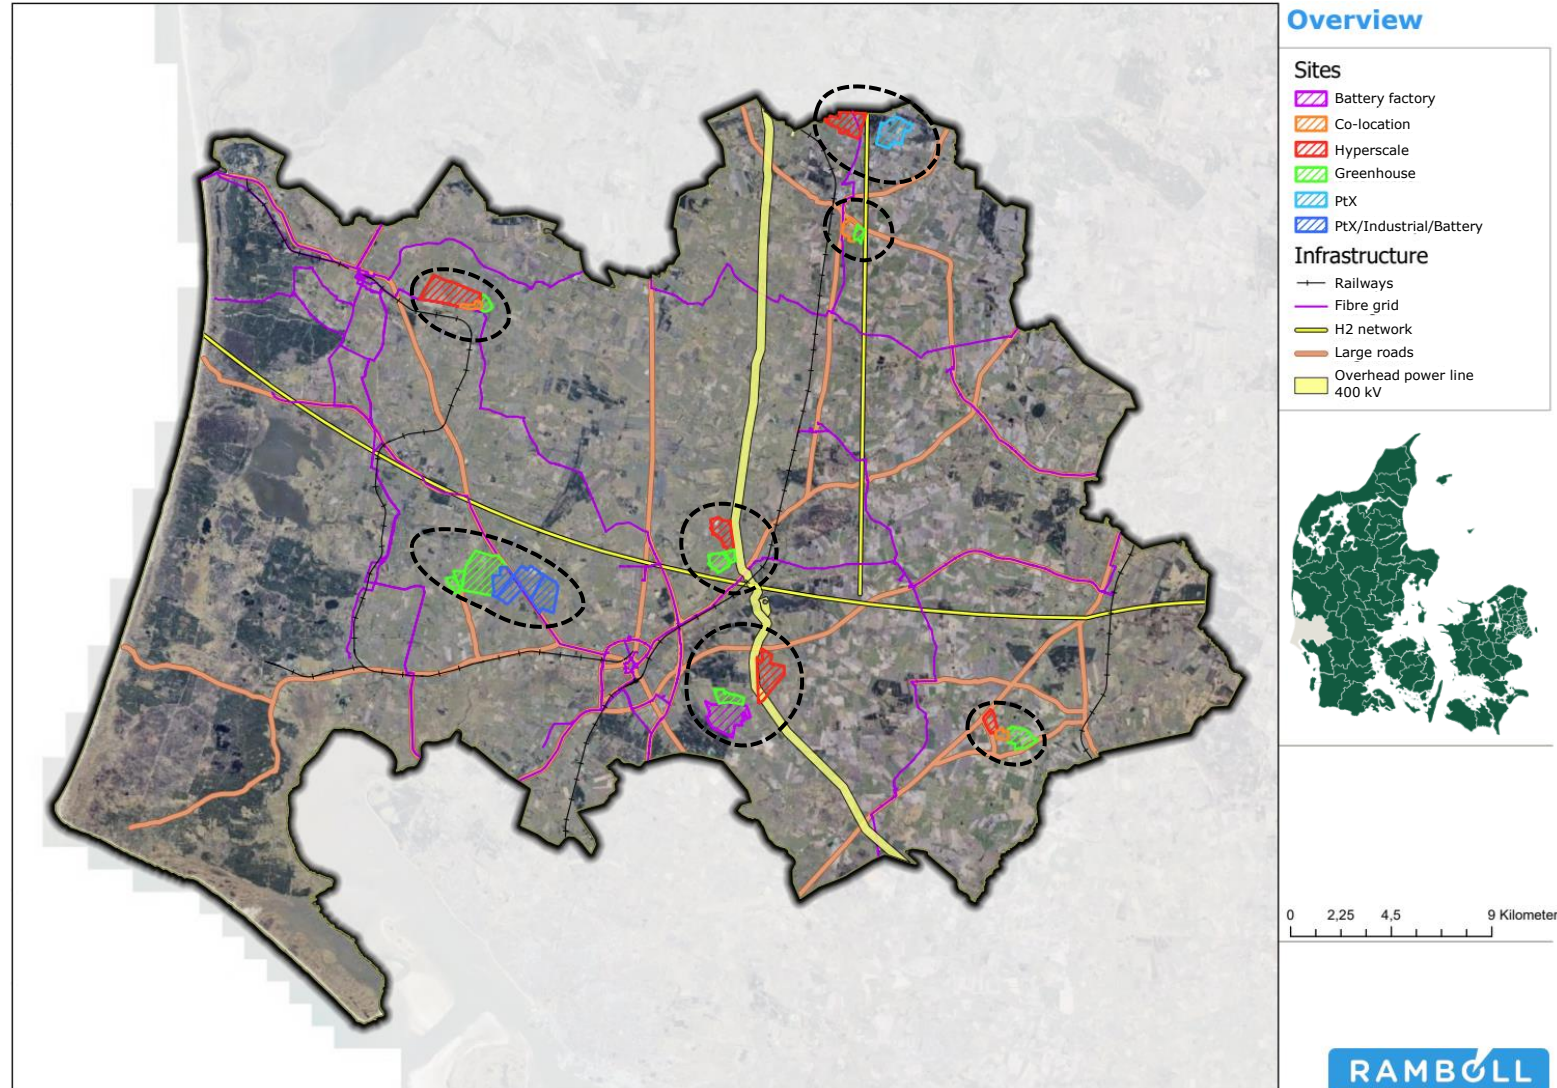 Overview
Sites
Battery factory
Co-location
Hyperscale
Greenhouse
PtX
PtX/Industrial/Battery
Infrastructure
Railways
Fibre grid
H2 network
Large roads
Overhead power line
400 kV
0 2,25 4,5 9 Kilometer
RAMBOLL